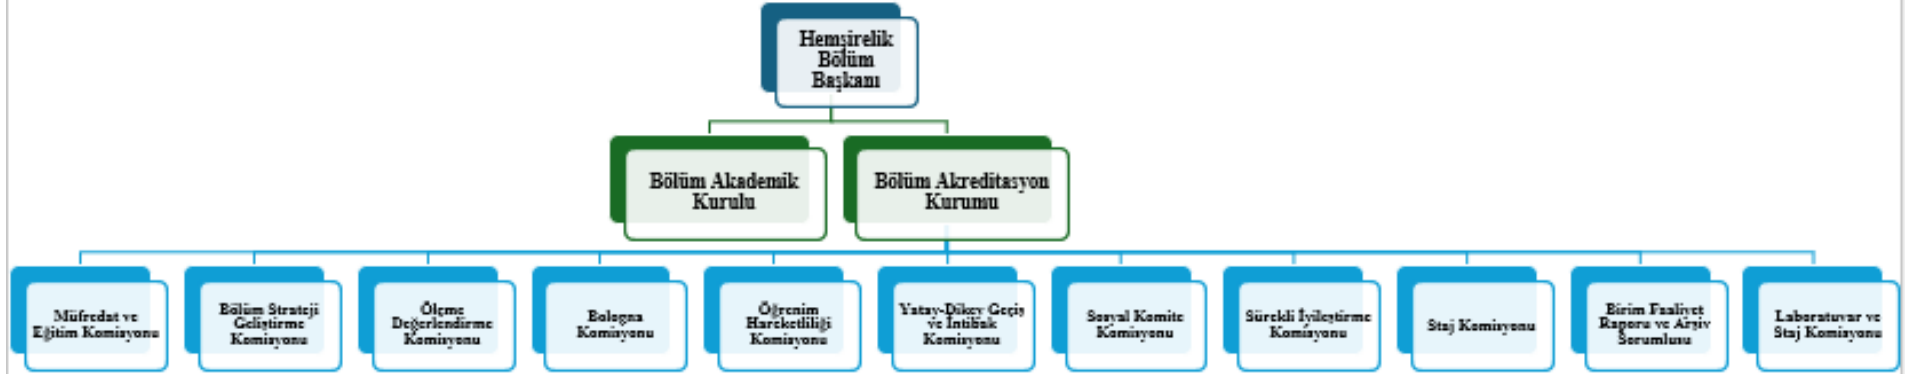 Hemşirelik
Bölüm
Başkanı
Bölüm Akademik
Kurulu
Bölüm Akreditasyon
Kurumu
Müfredat ve
Eğitim Komisyonu
Bölüm Strateji
Geliştirme
Komisyonu
Ölçme
Değerlendirme
Komisyonu
Bologna
Komisyonu
Öğrenim
Hareketliliği
Komisyonu
Yatay-Dikey Geçiş
ve İntibak
Komisyonu
Sosyal Komite
Komisyonu
Sürekli İyileştirme
Komisyonu
Staj Komisyonu
Birim Faaliyet
Raporu ve Arşiv
Sorumlusu
Laboratuvar ve
Staj Komisyonu